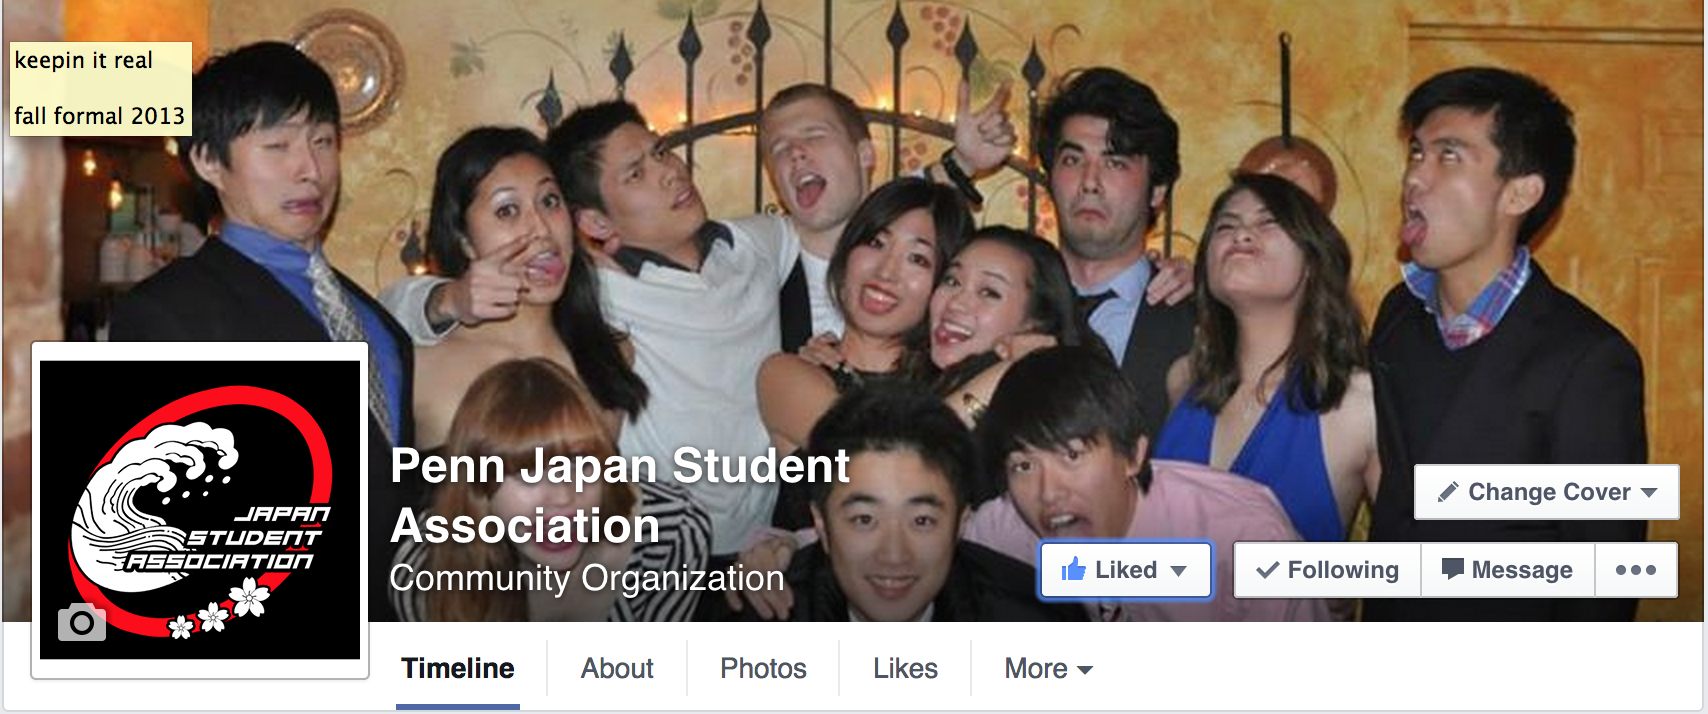 keepin it real
fall formal 2013
JAPAN
STUDENT
ASSOCIATION
Penn Japan Student
Association
Community Organization
Change Cover
Liked
Following
Message
Timeline
About
Photos
Likes
More